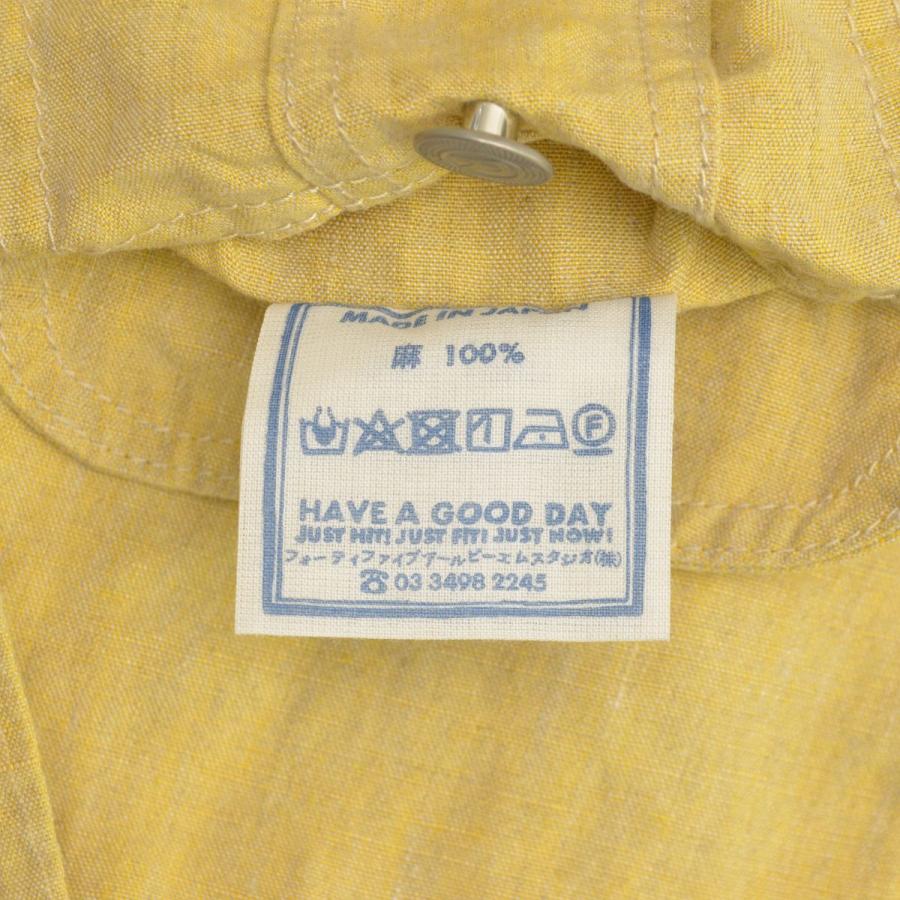 MADE IN JAPAN
麻 100%
F
HAVE A GOOD DAY
JUST HIT! JUST FIT! JUST NOW!
フォーティファイブアールピーエムスタジオ(株)
☎ 03 3498 2245